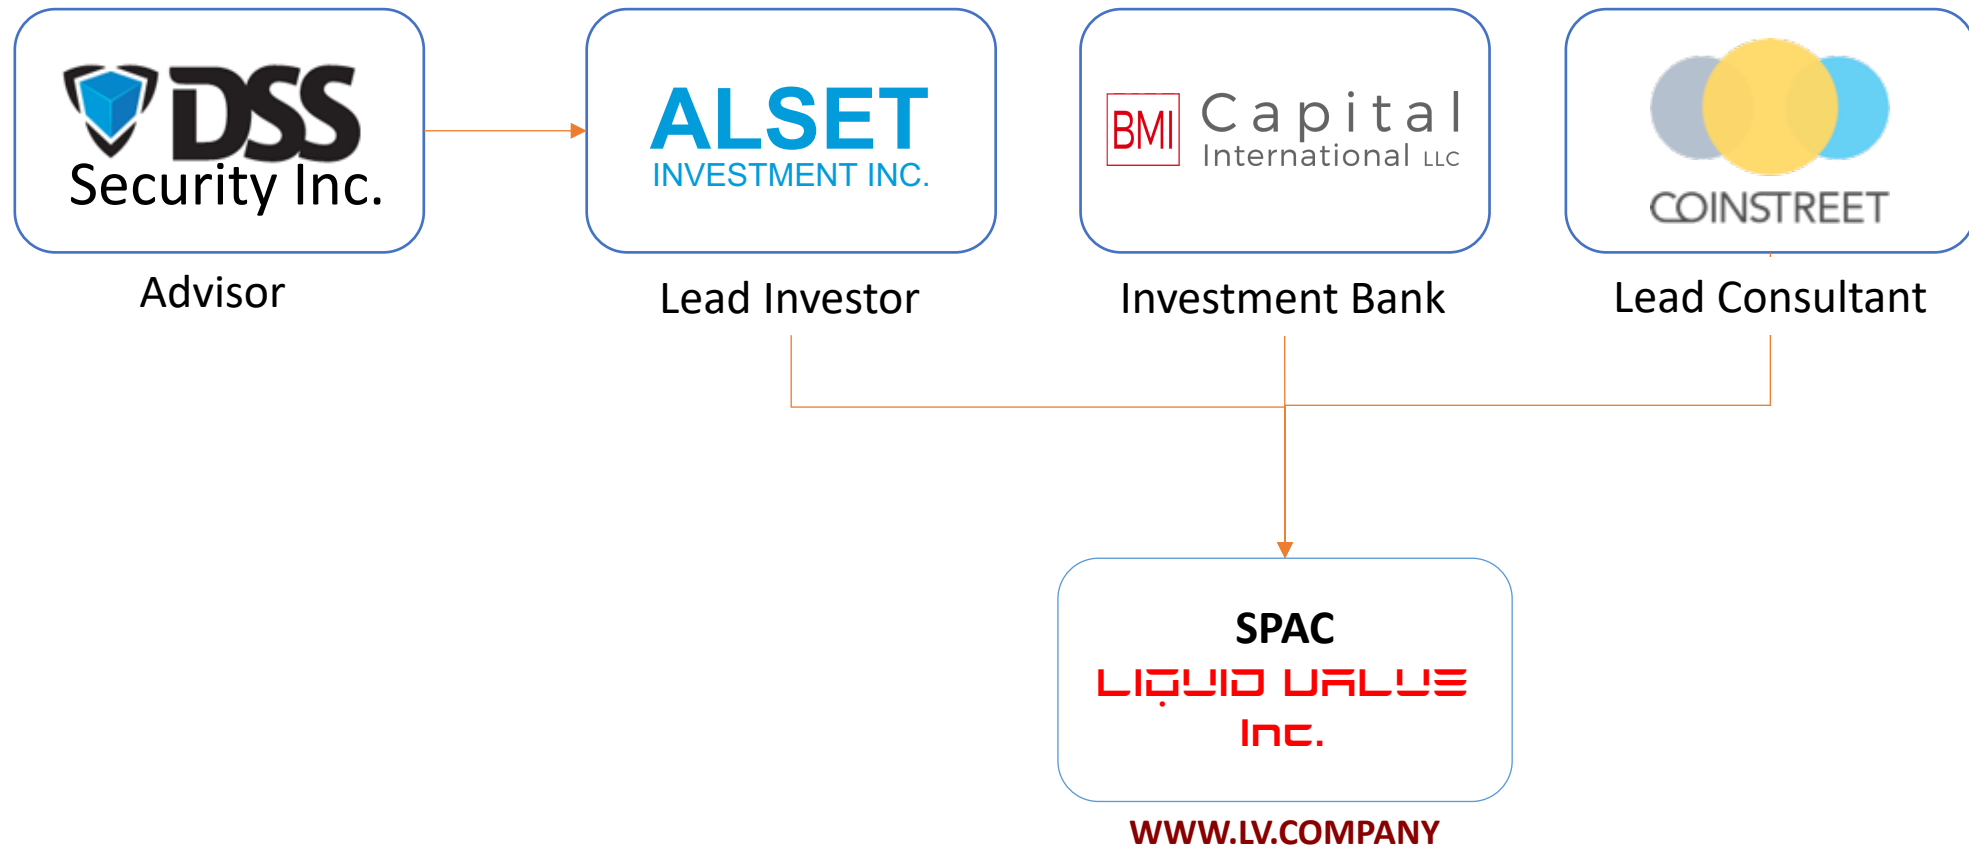 DSS
Security Inc.
Advisor
ALSET
INVESTMENT INC.
Lead Investor
BMI Capital
International LLC
Investment Bank
COINSTREET
Lead Consultant
SPAC
LIQUID VALUE
Inc.
WWW.LV.COMPANY